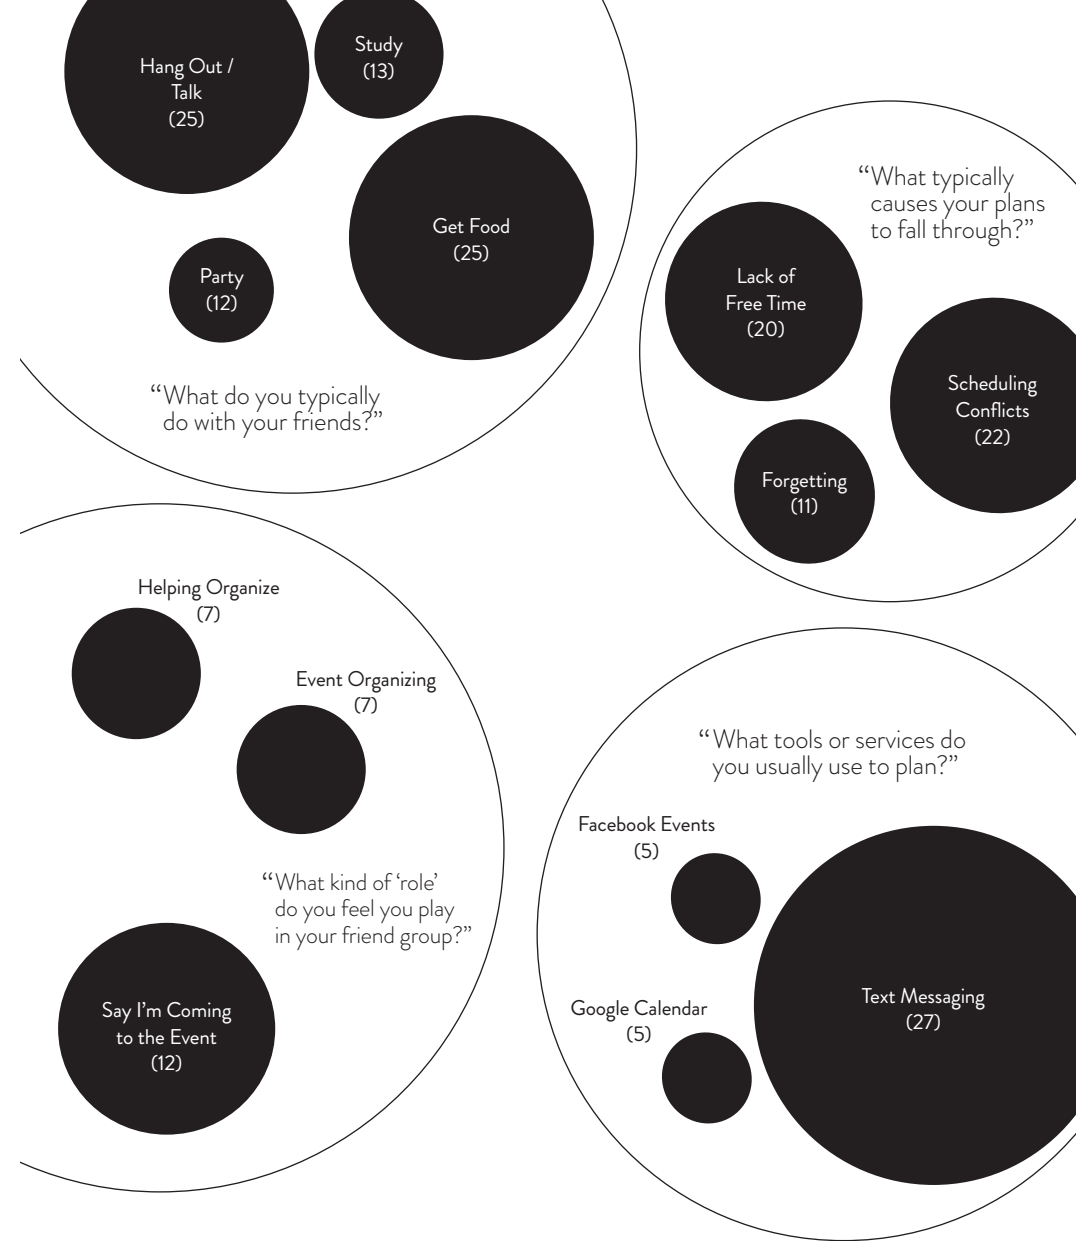 Hang Out /
Talk
(25)
Study
(13)
Get Food
(25)
Party
(12)
“What do you typically
do with your friends?”
“What typically
causes your plans
to fall through?”
Lack of
Free Time
(20)
Scheduling
Conflicts
(22)
Forgetting
(11)
Helping Organize
(7)
Event Organizing
(7)
“What kind of ‘role’
do you feel you play
in your friend group?”
Say I’m Coming
to the Event
(12)
“What tools or services do
you usually use to plan?”
Facebook Events
(5)
Google Calendar
(5)
Text Messaging
(27)